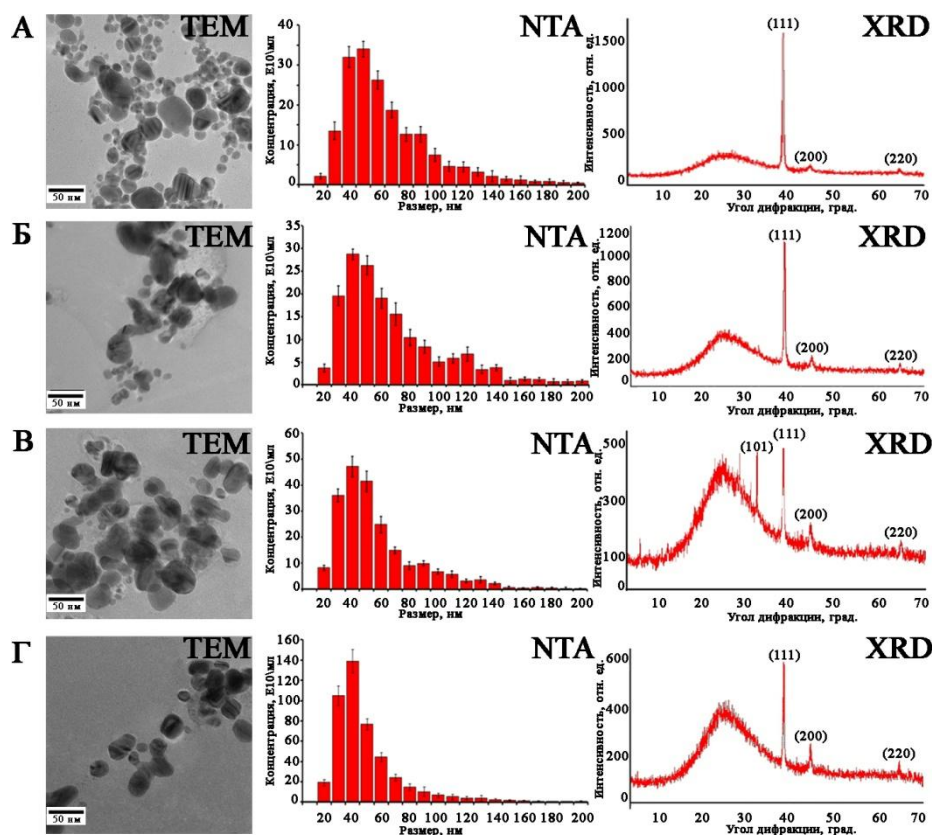 А
TEM
50 нм
NTA
Концентрация, E10\мл
40
30
20
10
0
20 40 60 80 100 120 140 160 180 200
Размер, нм
XRD
Интенсивность, отн. ед.
1500
1000
500
0
(111)
(200)
(220)
10 20 30 40 50 60 70
Угол дифракции, град.
Б
TEM
50 нм
NTA
Концентрация, E10\мл
35
30
25
20
15
10
5
0
20 40 60 80 100 120 140 160 180 200
Размер, нм
XRD
Интенсивность, отн. ед.
1200
1000
600
400
200
0
(111)
(200)
(220)
10 20 30 40 50 60 70
Угол дифракции, град.
В
TEM
50 нм
NTA
Концентрация, E10\мл
60
50
40
30
20
10
0
20 40 60 80 100 120 140 160 180 200
Размер, нм
XRD
Интенсивность, отн. ед.
500
300
100
0
(101)
(111)
(200)
(220)
10 20 30 40 50 60 70
Угол дифракции, град.
Г
TEM
50 нм
NTA
Концентрация, E10\мл
160
140
120
100
80
60
40
20
0
20 40 60 80 100 120 140 160 180 200
Размер, нм
XRD
Интенсивность, отн. ед.
600
400
200
0
(111)
(200)
(220)
10 20 30 40 50 60 70
Угол дифракции, град.